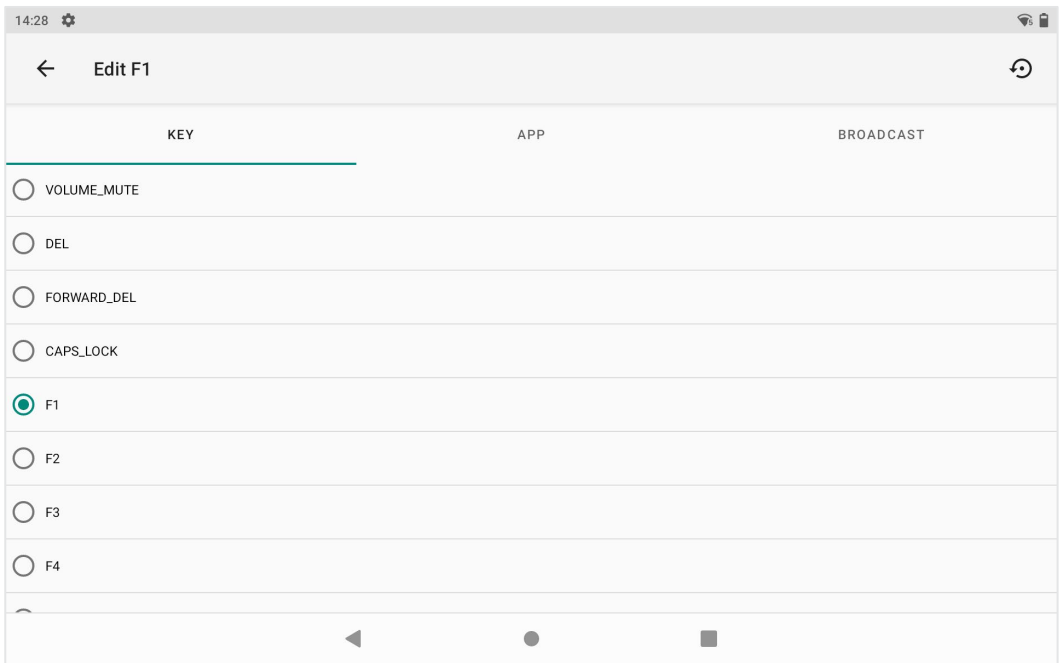 14:28
Edit F1
KEY APP BROADCAST
VOLUME_MUTE
DEL
FORWARD_DEL
CAPS_LOCK
F1
F2
F3
F4